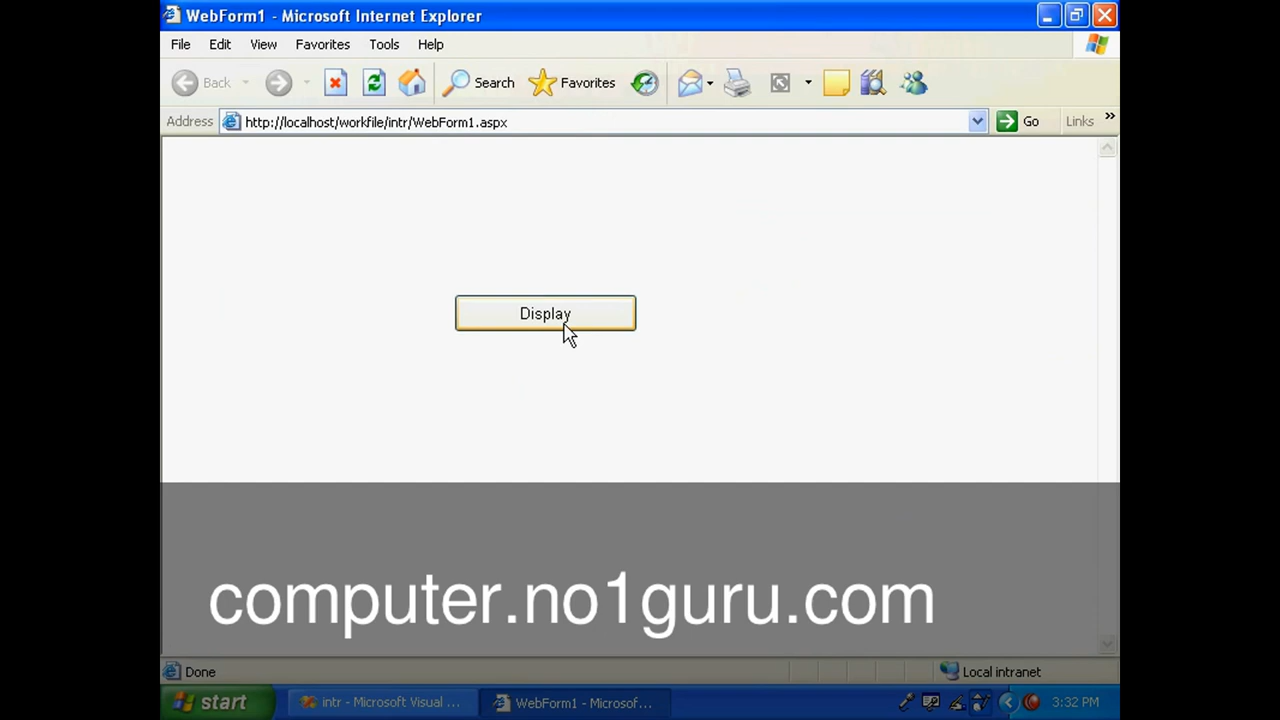 WebForm1 - Microsoft Internet Explorer
File Edit View Favorites Tools Help
Back Search Favorites
Address http://localhost/workfile/intr/WebForm1.aspx Go Links »
Display
computer.no1guru.com
Done Local intranet
start intr - Microsoft Visual ... WebForm1 - Microsof... 3:32 PM